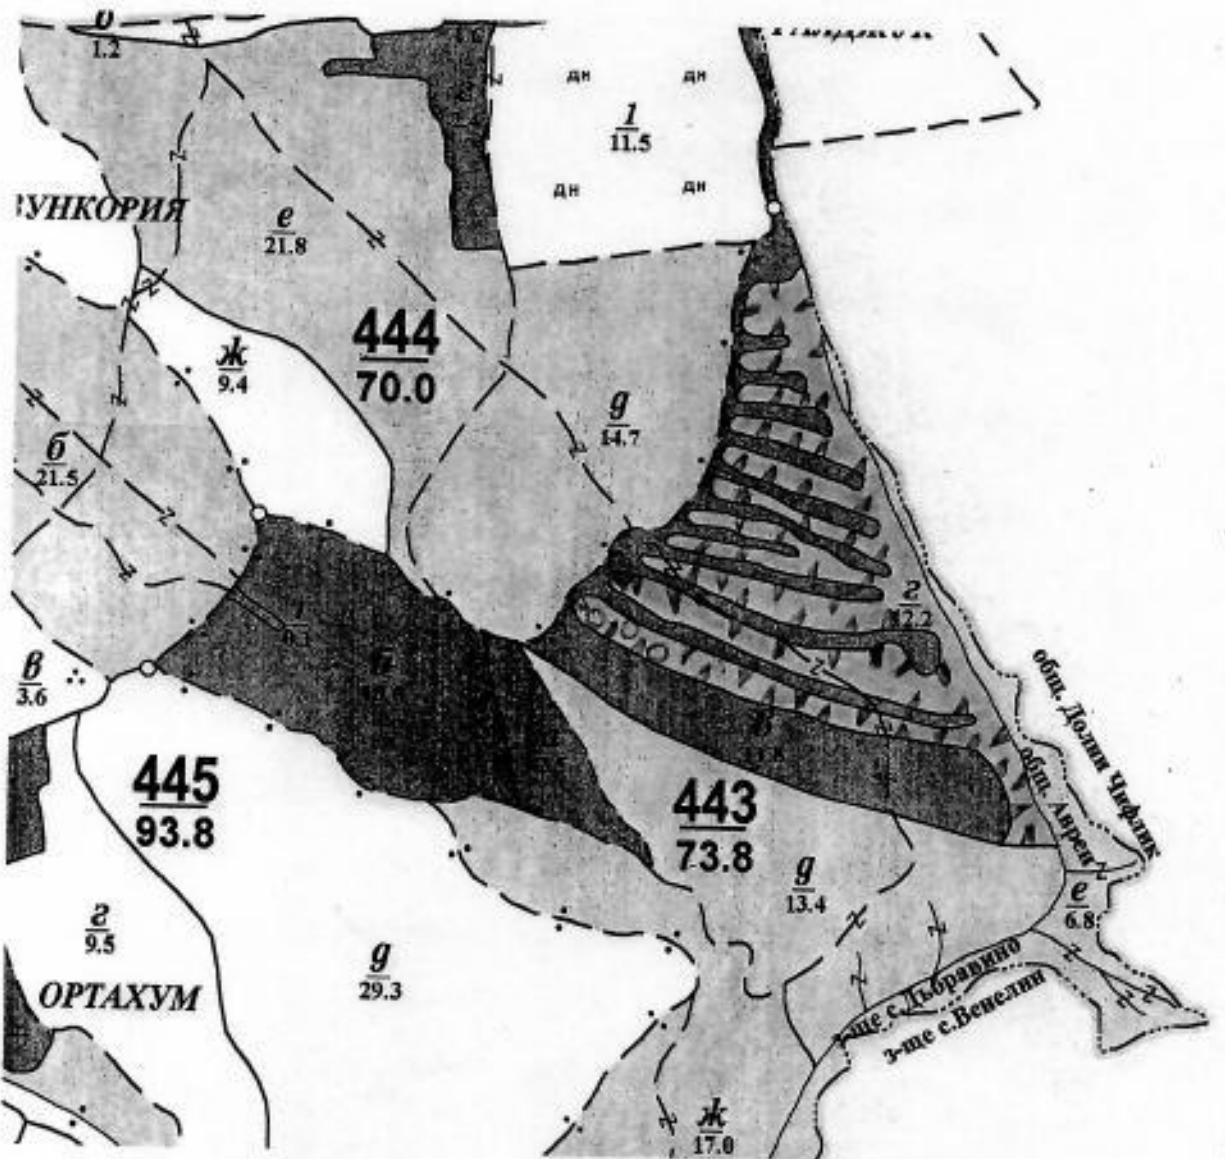 1.2
дн дн
1
11.5
дн дн
ЗУНКОРИЯ
е
21.8
444
70.0
ж
9.4
д
14.7
б
21.5
г
12.2
в
3.6
общ. Долни Чифлик
общ. Аврен
445
93.8
443
73.8
д
13.4
е
6.8
г
9.5
д
29.3
ОРТАХУМ
з-ще с.Дъбравино
з-ще с.Венелин
ж
17.0